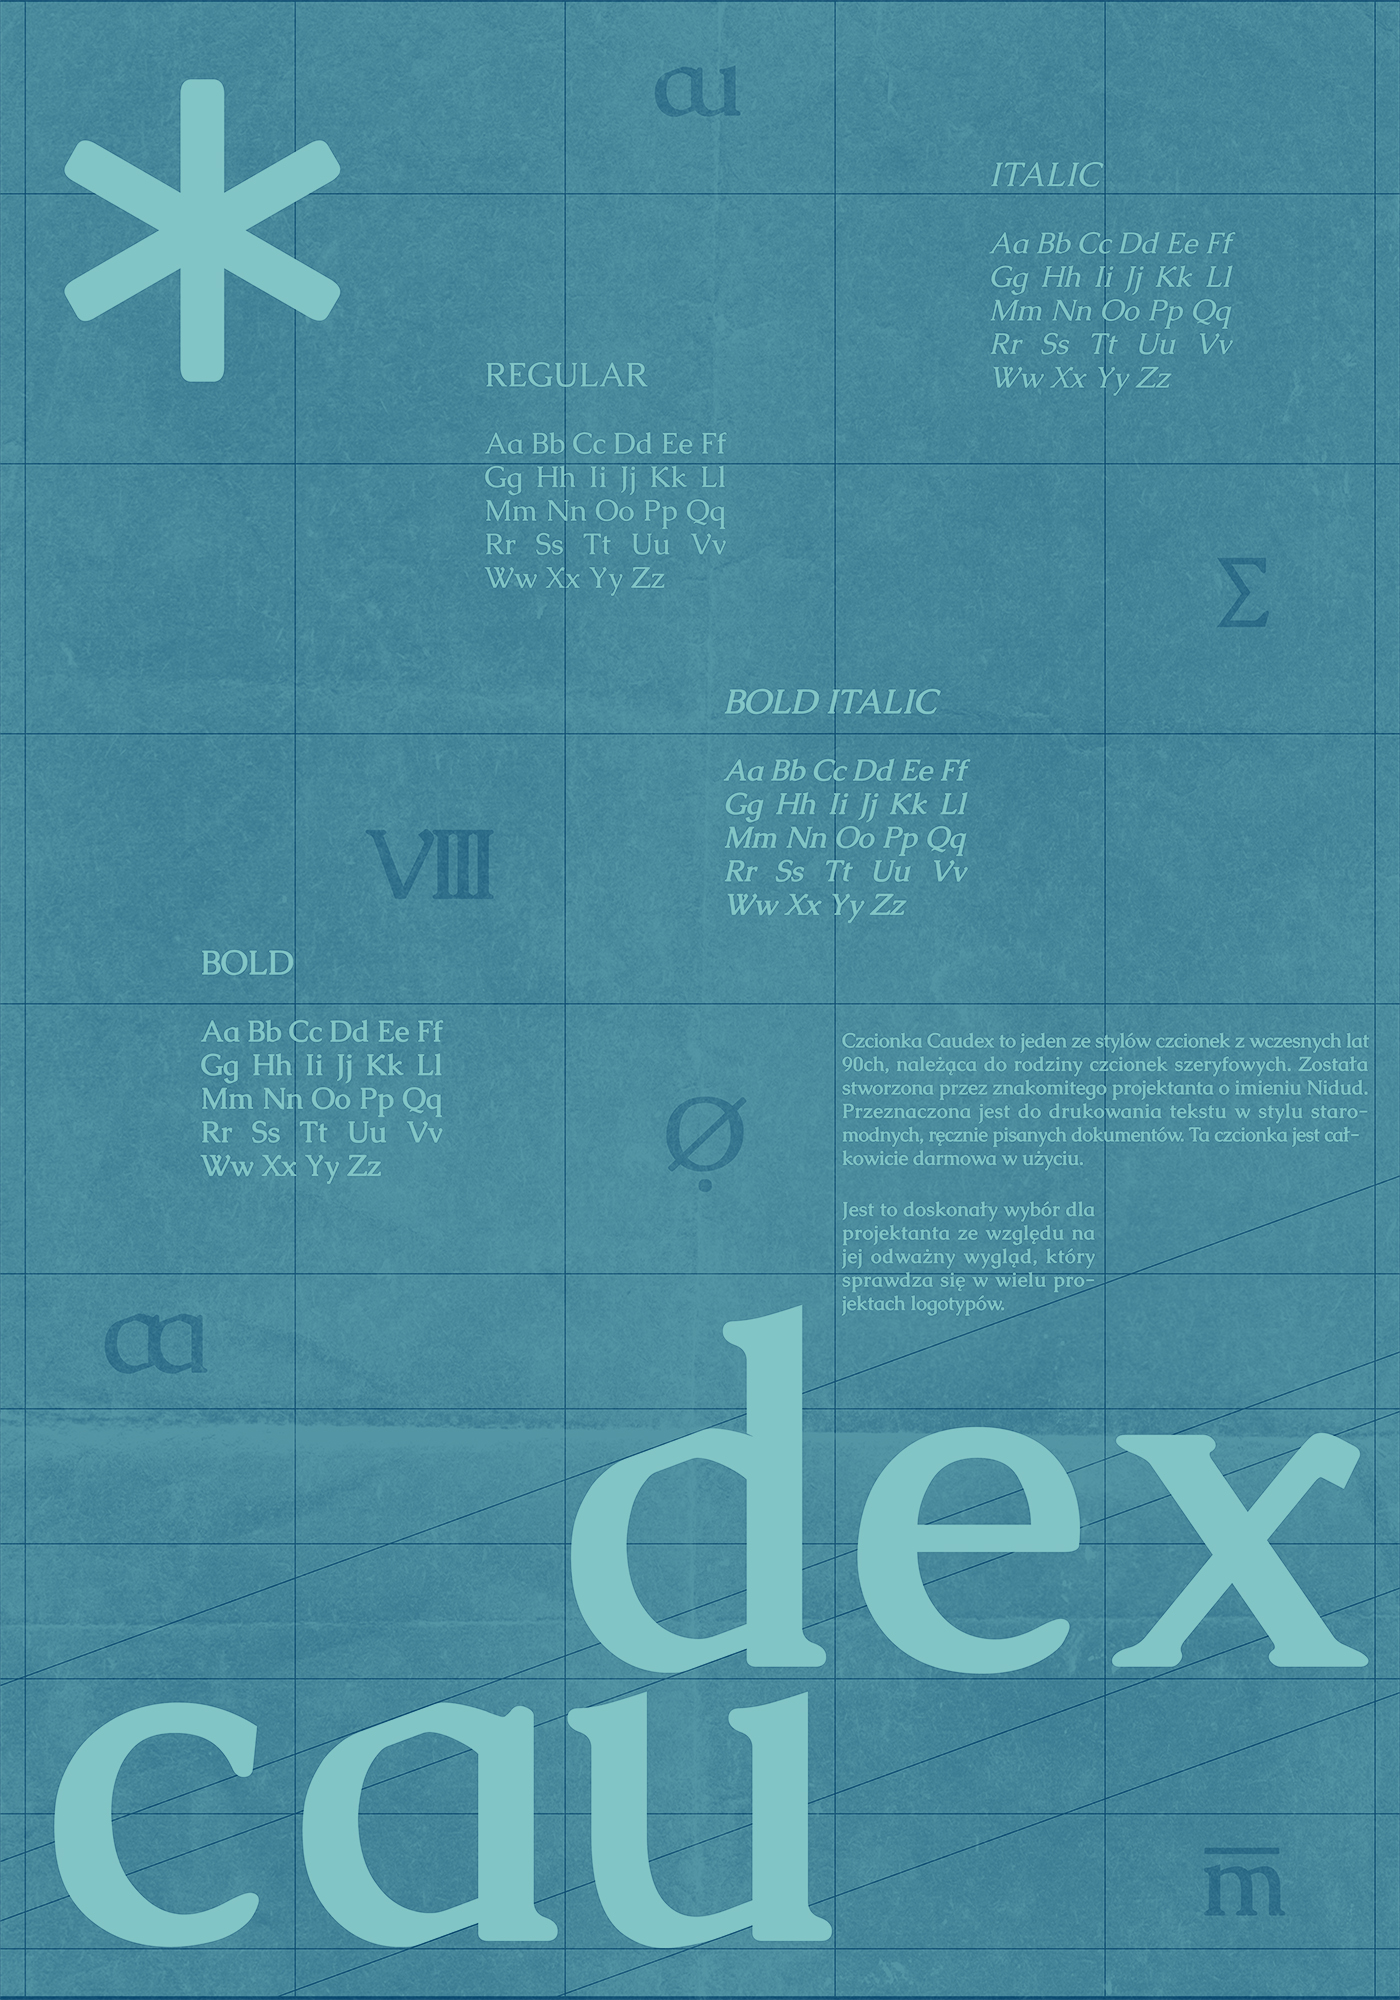 *
ꜷ
ITALIC
Aa Bb Cc Dd Ee Ff
Gg Hh Ii Jj Kk Ll
Mm Nn Oo Pp Qq
Rr Ss Tt Uu Vv
Ww Xx Yy Zz
REGULAR
Aa Bb Cc Dd Ee Ff
Gg Hh Ii Jj Kk Ll
Mm Nn Oo Pp Qq
Rr Ss Tt Uu Vv
Ww Xx Yy Zz
Σ
BOLD ITALIC
Aa Bb Cc Dd Ee Ff
Gg Hh Ii Jj Kk Ll
Mm Nn Oo Pp Qq
Rr Ss Tt Uu Vv
Ww Xx Yy Zz
VIIII
BOLD
Aa Bb Cc Dd Ee Ff
Gg Hh Ii Jj Kk Ll
Mm Nn Oo Pp Qq
Rr Ss Tt Uu Vv
Ww Xx Yy Zz
Ø̣
Czcionka Caudex to jeden ze stylów czcionek z wczesnych lat
90ch, należąca do rodziny czcionek szeryfowych. Została
stworzona przez znakomitego projektanta o imieniu Nidud.
Przeznaczona jest do drukowania tekstu w stylu staro-
modnych, ręcznie pisanych dokumentów. Ta czcionka jest cał-
kowicie darmowa w użyciu.
Jest to doskonały wybór dla
projektanta ze względu na
jej odważny wygląd, który
sprawdza się w wielu pro-
jektach logotypów.
ꜳ
dex
cau
m̅